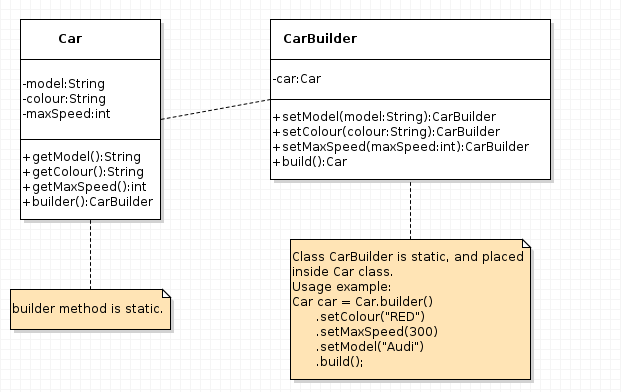 Car
-model:String
-colour:String
-maxSpeed:int
+getModel():String
+getColour():String
+getMaxSpeed():int
+builder():CarBuilder
builder method is static.
CarBuilder
-car:Car
+setModel(model:String):CarBuilder
+setColour(colour:String):CarBuilder
+setMaxSpeed(maxSpeed:int):CarBuilder
+build():Car
Class CarBuilder is static, and placed
inside Car class.
Usage example:
Car car = Car.builder()
.setColour("RED")
.setMaxSpeed(300)
.setModel("Audi")
.build();